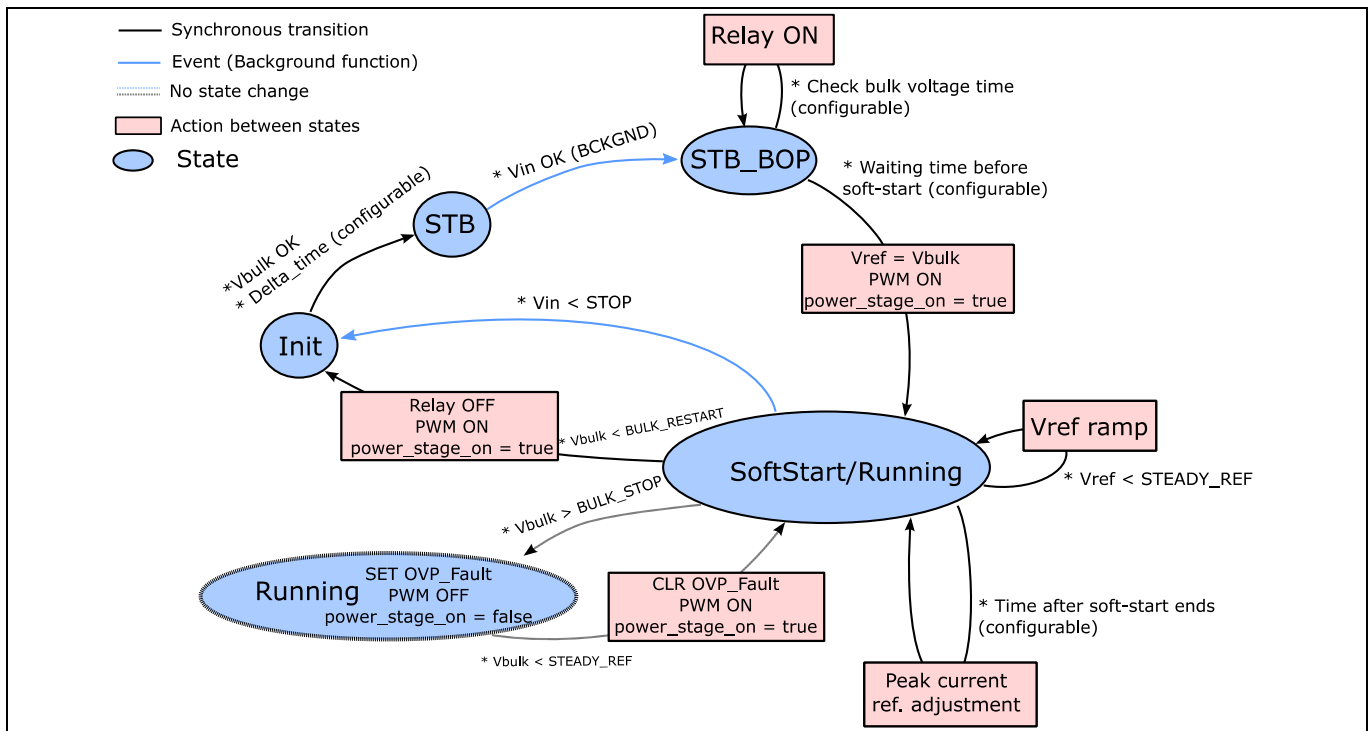 Synchronous transition
Event (Background function)
No state change
Action between states
State
Relay ON
* Check bulk voltage time
(configurable)
STB_BOP
* Vin OK (BCKGND)
* Waiting time before
soft-start (configurable)
STB
*Vbulk OK
* Delta_time (configurable)
Vref = Vbulk
PWM ON
power_stage_on = true
* Vin < STOP
Init
Relay OFF
PWM ON
power_stage_on = true
* Vbulk < BULK_RESTART
Vref ramp
SoftStart/Running
* Vref < STEADY_REF
* Vbulk > BULK_STOP
Running
SET OVP_Fault
PWM OFF
power_stage_on = false
CLR OVP_Fault
PWM ON
power_stage_on = true
* Time after soft-start ends
(configurable)
* Vbulk < STEADY_REF
Peak current
ref. adjustment